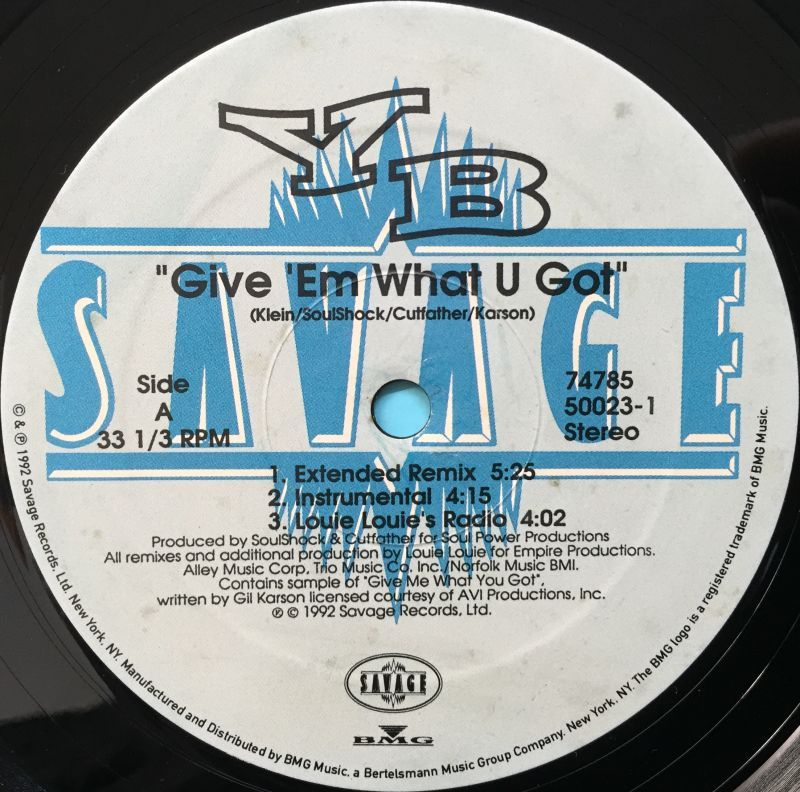 YB
SAVAGE
"Give 'Em What U Got"
(Klein/SoulShock/Cutfather/Karson)
Side
A
33 1/3 RPM
74785
50023-1
Stereo
1. Extended Remix 5:25
2. Instrumental 4:15
3. Louie Louie's Radio 4:02
Produced by SoulShock & Cutfather for Soul Power Productions
All remixes and additional production by Louie Louie for Empire Productions.
Alley Music Corp. Trio Music Co. Inc./Norfolk Music BMI.
Contains sample of "Give Me What You Got",
written by Gil Karson licensed courtesy of AVI Productions, Inc.
℗ © 1992 Savage Records, Ltd.
SAVAGE
BMG
© & ℗ 1992 Savage Records, Ltd. New York, NY. Manufactured and Distributed by BMG Music, a Bertelsmann Music Group Company, New York, NY. The BMG logo is a registered trademark of BMG Music.